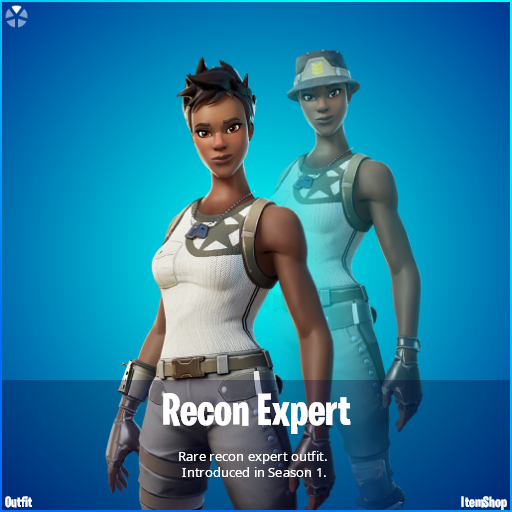 Recon Expert
Rare recon expert outfit.
Introduced in Season 1.
Outfit
ItemShop